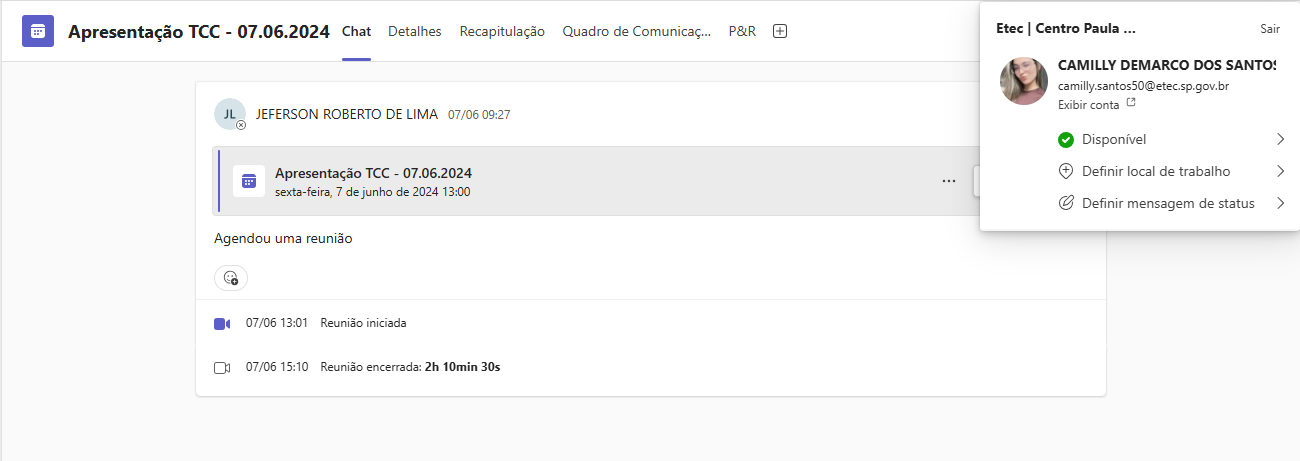 Apresentação TCC - 07.06.2024 Chat Detalhes Recapitulação Quadro de Comunicaç... P&R
Etec | Centro Paula ... Sair
CAMILLY DEMARCO DOS SANTOS
camilly.santos50@etec.sp.gov.br
Exibir conta
Disponível
Definir local de trabalho
Definir mensagem de status
JL JEFERSON ROBERTO DE LIMA 07/06 09:27
Apresentação TCC - 07.06.2024
sexta-feira, 7 de junho de 2024 13:00
Agendou uma reunião
07/06 13:01 Reunião iniciada
07/06 15:10 Reunião encerrada: 2h 10min 30s